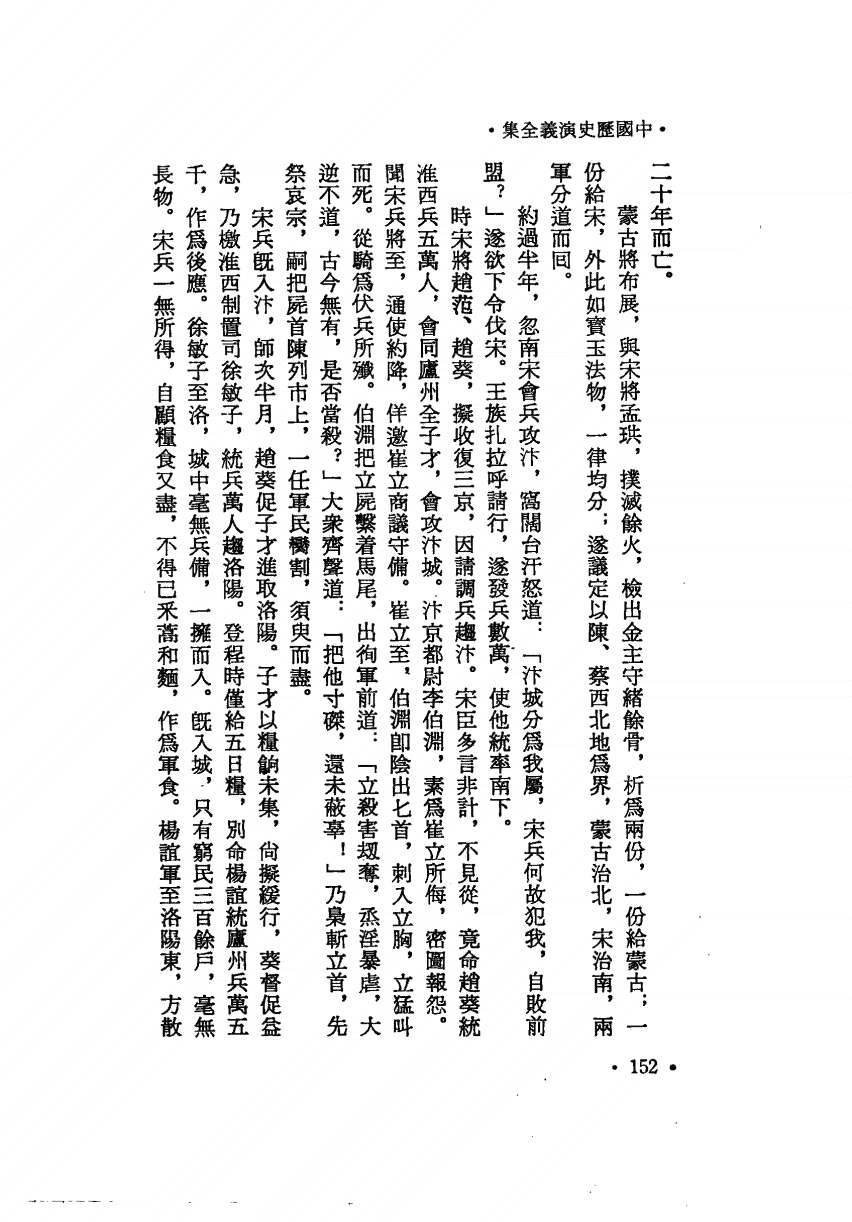 •中國歷史演義全集•
二十年而亡。
蒙古將布展，與宋將孟珙，撲滅餘火，檢出金主守緒餘骨，析爲兩份，一份給蒙古；一
份給宋，外此如寶玉法物，一律均分；遂議定以陳、蔡西北地爲界，蒙古治北，宋治南，兩
軍分道而回。
約過半年，忽南宋會兵攻汴，窩闊台汗怒道：「汴城分爲我屬，宋兵何故犯我，自敗前
盟？」遂欲下令伐宋。王族扎拉呼請行，遂發兵數萬，使他統率南下。
時宋將趙范、趙葵，擬收復三京，因請調兵趨汴。宋臣多言非計，不見從，竟命趙葵統
淮西兵五萬人，會同廬州全子才，會攻汴城。汴京都尉李伯淵，素爲崔立所侮，密圖報怨。
聞宋兵將至，通使約降，佯邀崔立商議守備。崔立至，伯淵卽陰出匕首，刺入立胸，立猛叫
而死。從騎爲伏兵所殲。伯淵把立屍繫着馬尾，出徇軍前道：「立殺害刼奪，烝淫暴虐，大
逆不道，古今無有，是否當殺？」大衆齊聲道：「把他寸磔，還未蔽辜！」乃梟斬立首，先
祭哀宗，嗣把屍首陳列市上，一任軍民臠割，須臾而盡。
宋兵旣入汴，師次半月，趙葵促子才進取洛陽。子才以糧餉未集，尙擬緩行，葵督促益
急，乃檄淮西制置司徐敏子，統兵萬人趨洛陽。登程時僅給五日糧，別命楊誼統廬州兵萬五
千，作爲後應。徐敏子至洛，城中毫無兵備，一擁而入。旣入城，只有窮民三百餘戶，毫無
長物。宋兵一無所得，自顧糧食又盡，不得已采蒿和麵，作爲軍食。楊誼軍至洛陽東，方散
•152•